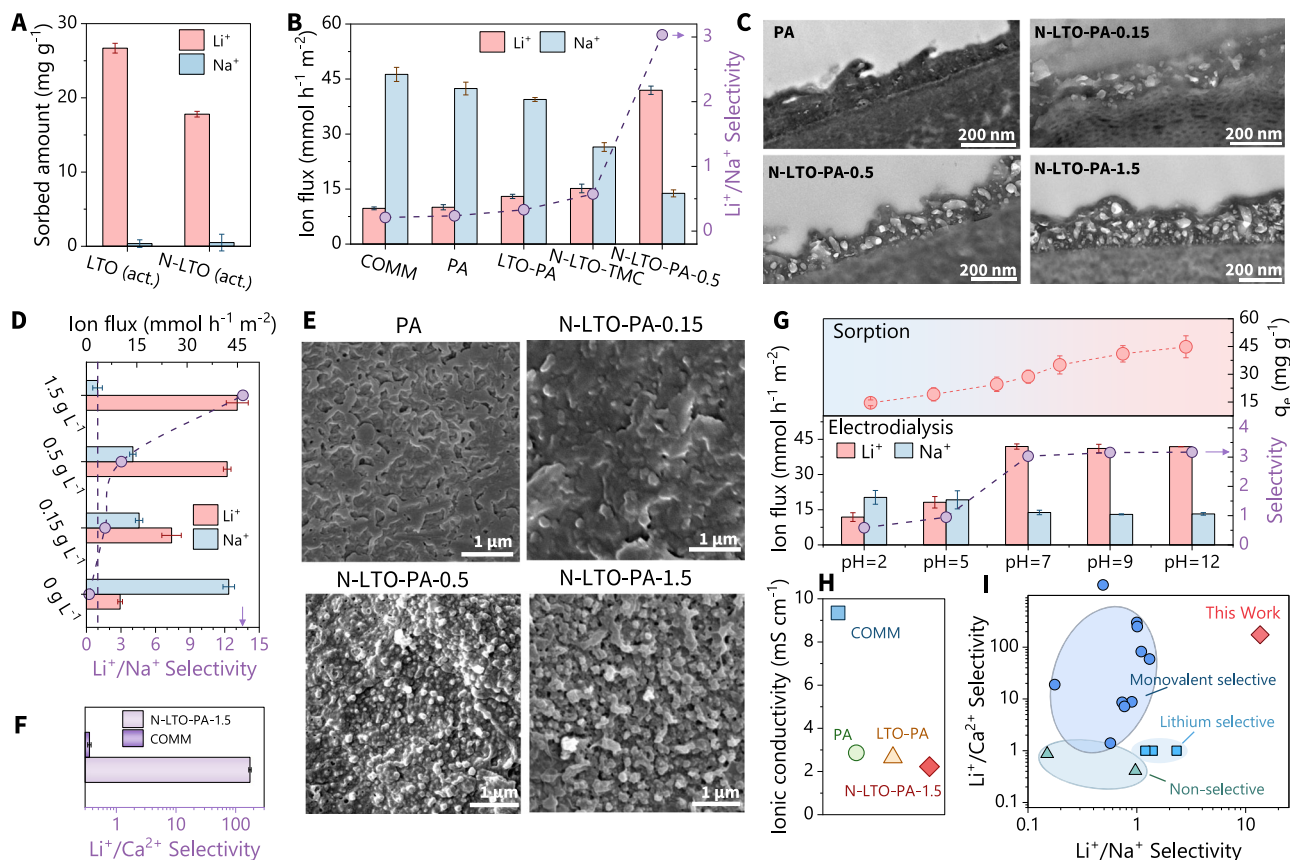 A
Sorbed amount (mg g⁻¹)
30
20
10
0
Li⁺
Na⁺
LTO (act.)
N-LTO (act.)
B
Ion flux (mmol h⁻¹ m⁻²)
60
45
30
15
0
Li⁺
Na⁺
3
2
1
0
Li⁺/Na⁺ Selectivity
COMM
PA
LTO-PA
N-LTO-TMC
N-LTO-PA-0.5
C
PA
200 nm
N-LTO-PA-0.15
200 nm
N-LTO-PA-0.5
200 nm
N-LTO-PA-1.5
200 nm
D
Ion flux (mmol h⁻¹ m⁻²)
0 15 30 45
1.5 g L⁻¹
0.5 g L⁻¹
0.15 g L⁻¹
0 g L⁻¹
Li⁺
Na⁺
0 3 6 9 12 15
Li⁺/Na⁺ Selectivity
E
PA
1 μm
N-LTO-PA-0.15
1 μm
N-LTO-PA-0.5
1 μm
N-LTO-PA-1.5
1 μm
F
N-LTO-PA-1.5
COMM
1 10 100
Li⁺/Ca²⁺ Selectivity
G
Sorption
60
45
30
15
qₑ (mg g⁻¹)
Electrodialysis
Li⁺
Na⁺
Ion flux (mmol h⁻¹ m⁻²)
45
30
15
0
4
3
2
1
0
Selectivity
pH=2
pH=5
pH=7
pH=9
pH=12
H
Ionic conductivity (mS cm⁻¹)
10
8
6
4
2
0
COMM
PA
LTO-PA
N-LTO-PA-1.5
I
Li⁺/Ca²⁺ Selectivity
100
10
1
0.1
This Work
Monovalent selective
Lithium selective
Non-selective
0.1 1 10
Li⁺/Na⁺ Selectivity